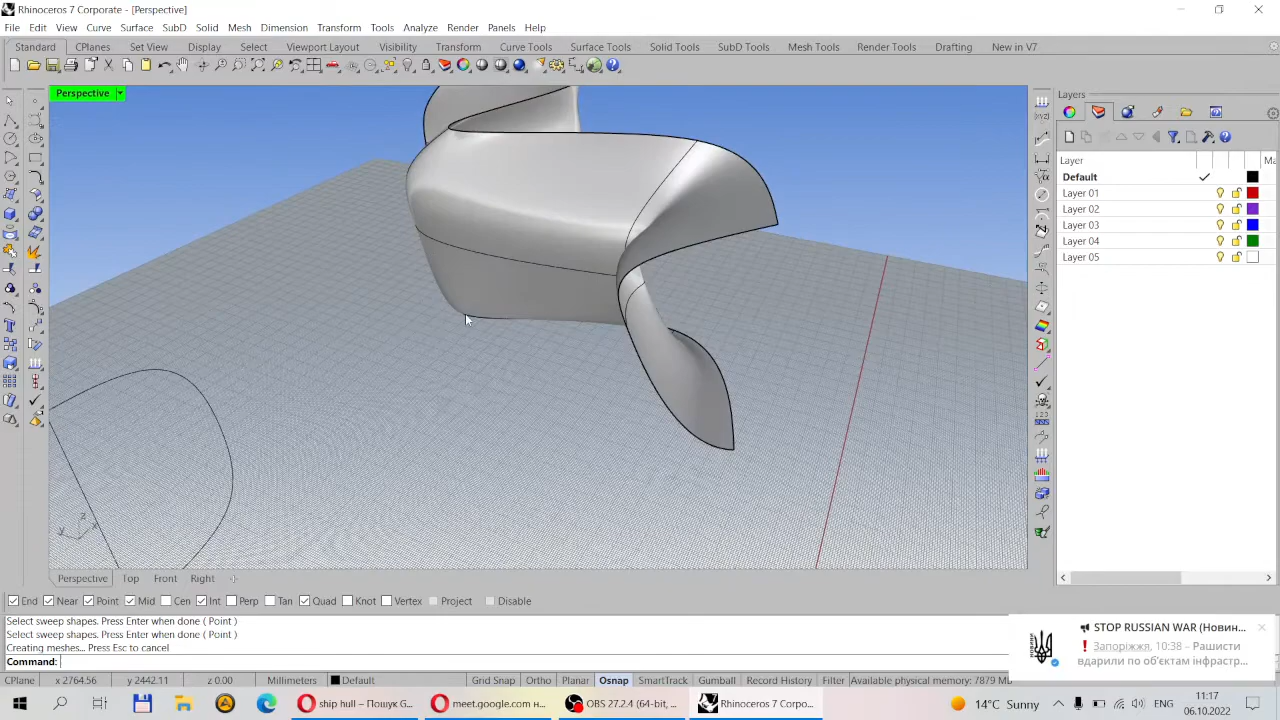 Rhinoceros 7 Corporate - [Perspective]
File Edit View Curve Surface SubD Solid Mesh Dimension Transform Tools Analyze Render Panels Help
Standard CPlanes Set View Display Select Viewport Layout Visibility Transform Curve Tools Surface Tools Solid Tools SubD Tools Mesh Tools Render Tools Drafting New in V7
Perspective
Layers
Layer Ma
Default
Layer 01
Layer 02
Layer 03
Layer 04
Layer 05
z
y x
Perspective Top Front Right
End Near Point Mid Cen Int Perp Tan Quad Knot Vertex Project Disable
Select sweep shapes. Press Enter when done ( Point )
Select sweep shapes. Press Enter when done ( Point )
Creating meshes... Press Esc to cancel
Command:
STOP RUSSIAN WAR (Новин...
Запоріжжя, 10:38 – Рашисти
вдарили по об'єктам інфрастр...
CPlane x 2764.56 y 2442.11 z 0.00 Millimeters Default Grid Snap Ortho Planar Osnap SmartTrack Gumball Record History Filter Available physical memory: 7879 MB
ship hull – Пошук G... meet.google.com н... OBS 27.2.4 (64-bit, ... Rhinoceros 7 Corpo... 14°C Sunny ENG 11:17
06.10.2022